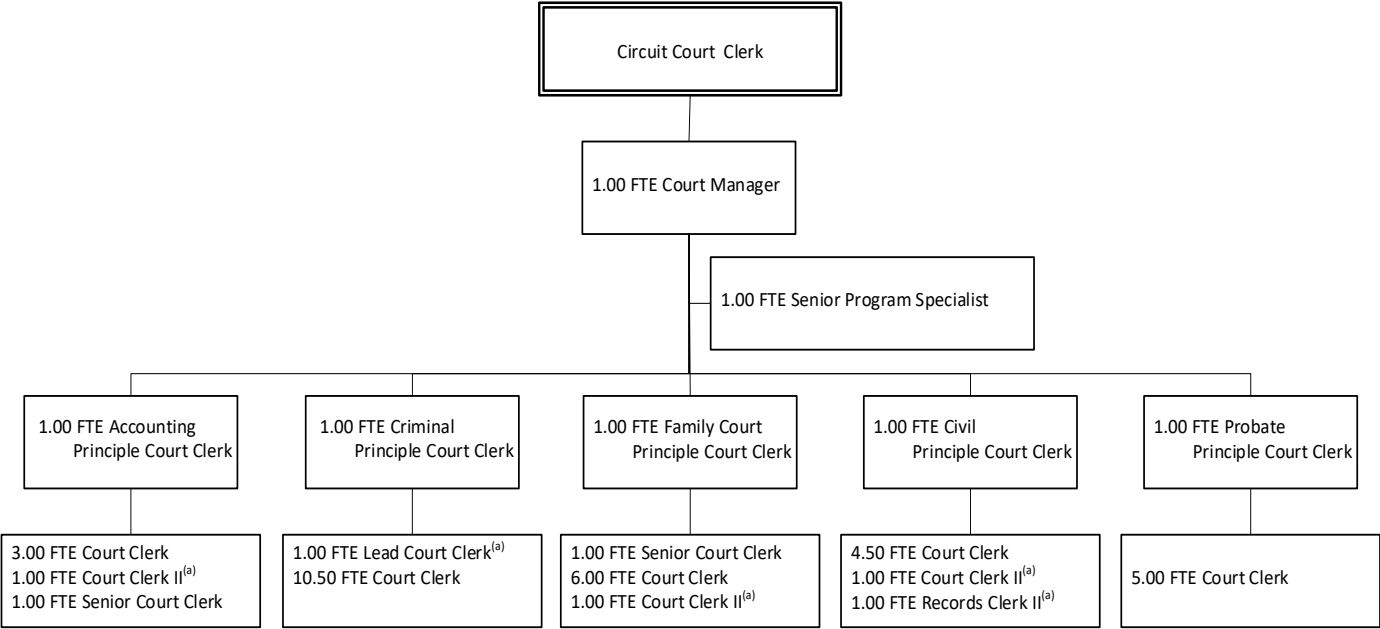 Circuit Court Clerk
1.00 FTE Court Manager
1.00 FTE Senior Program Specialist
1.00 FTE Accounting
Principle Court Clerk
1.00 FTE Criminal
Principle Court Clerk
1.00 FTE Family Court
Principle Court Clerk
1.00 FTE Civil
Principle Court Clerk
1.00 FTE Probate
Principle Court Clerk
3.00 FTE Court Clerk
1.00 FTE Court Clerk II(a)
1.00 FTE Senior Court Clerk
1.00 FTE Lead Court Clerk(a)
10.50 FTE Court Clerk
1.00 FTE Senior Court Clerk
6.00 FTE Court Clerk
1.00 FTE Court Clerk II(a)
4.50 FTE Court Clerk
1.00 FTE Court Clerk II(a)
1.00 FTE Records Clerk II(a)
5.00 FTE Court Clerk